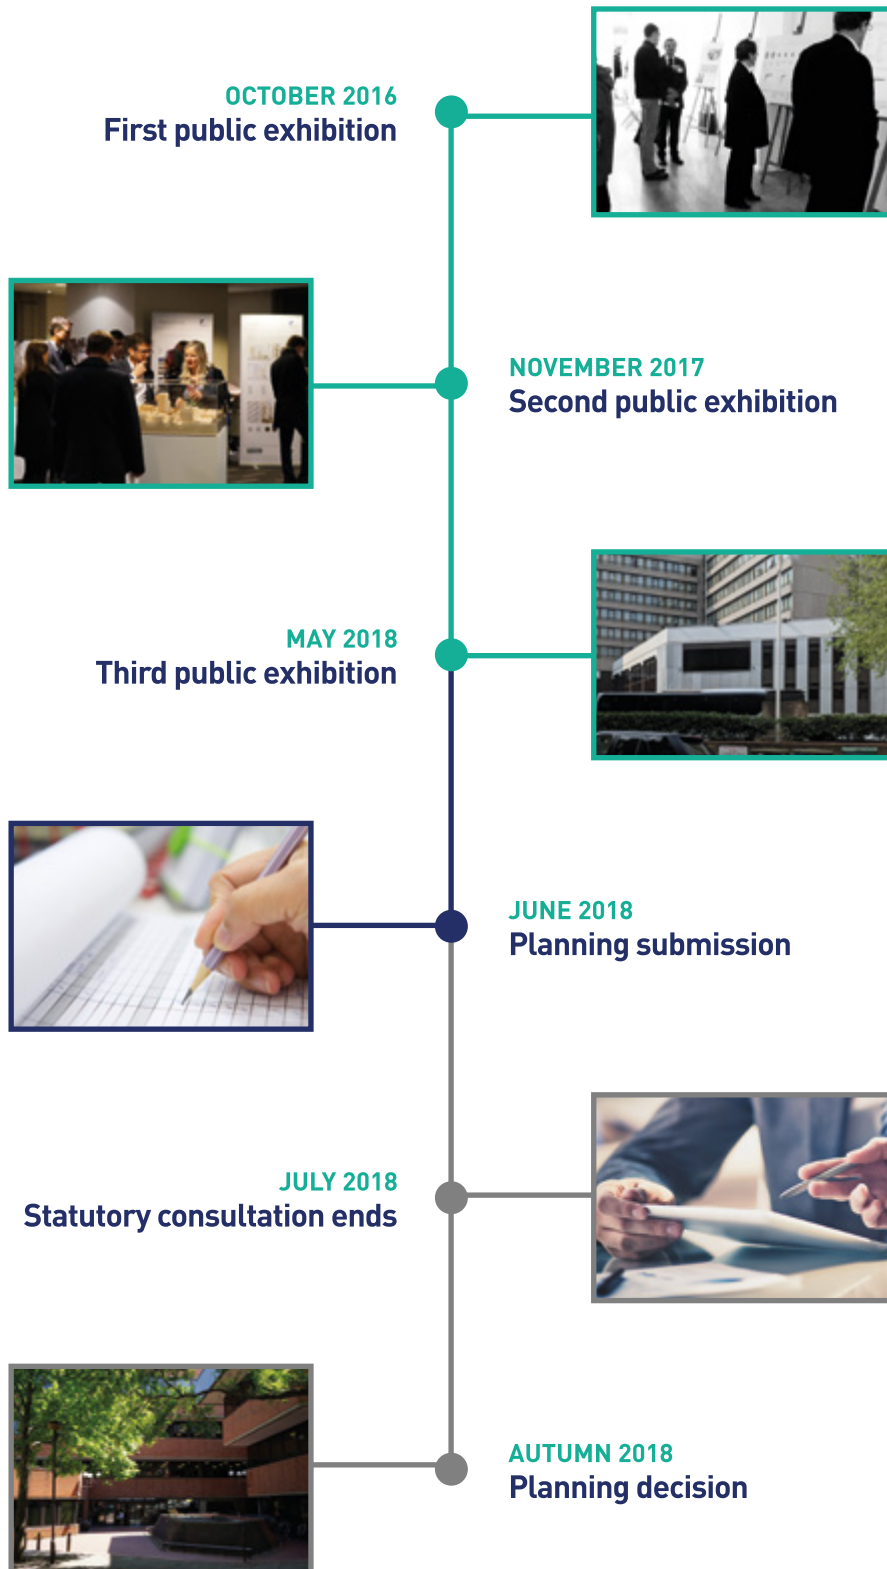 OCTOBER 2016
First public exhibition
NOVEMBER 2017
Second public exhibition
MAY 2018
Third public exhibition
JUNE 2018
Planning submission
JULY 2018
Statutory consultation ends
AUTUMN 2018
Planning decision